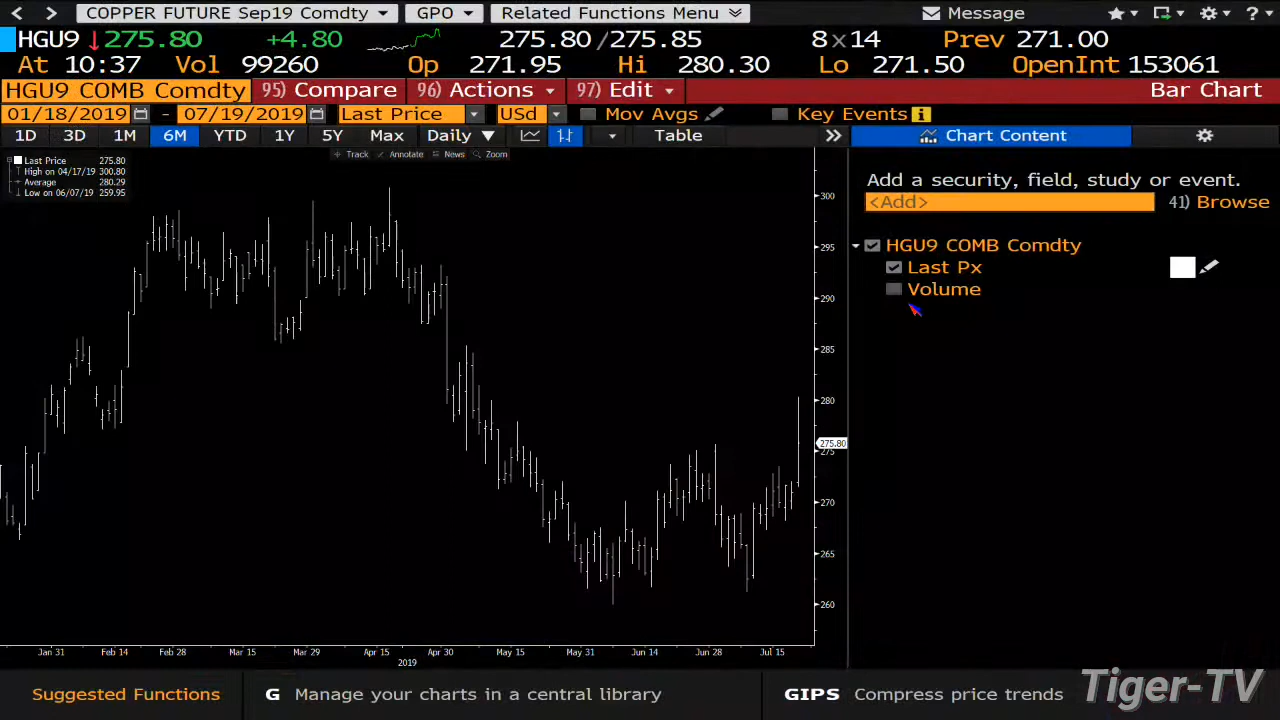 COPPER FUTURE Sep19 Comdty GPO Related Functions Menu Message
HGU9 ↓275.80 +4.80 275.80/275.85 8×14 Prev 271.00
At 10:37 Vol 99260 Op 271.95 Hi 280.30 Lo 271.50 OpenInt 153061
HGU9 COMB Comdty 95) Compare 96) Actions 97) Edit Bar Chart
01/18/2019 - 07/19/2019 Last Price USd Mov Avgs Key Events i
1D 3D 1M 6M YTD 1Y 5Y Max Daily ▼ Table » Chart Content
Track Annotate News Zoom
Last Price 275.80
High on 04/17/19 300.80
Average 280.29
Low on 06/07/19 259.95
Add a security, field, study or event.
<Add> 41) Browse
HGU9 COMB Comdty
Last Px
Volume
300
295
290
285
280
275.80
275
270
265
260
Jan 31 Feb 14 Feb 28 Mar 15 Mar 29 Apr 15 Apr 30 May 15 May 31 Jun 14 Jun 28 Jul 15
2019
Suggested Functions G Manage your charts in a central library GIPS Compress price trends
Tiger-TV